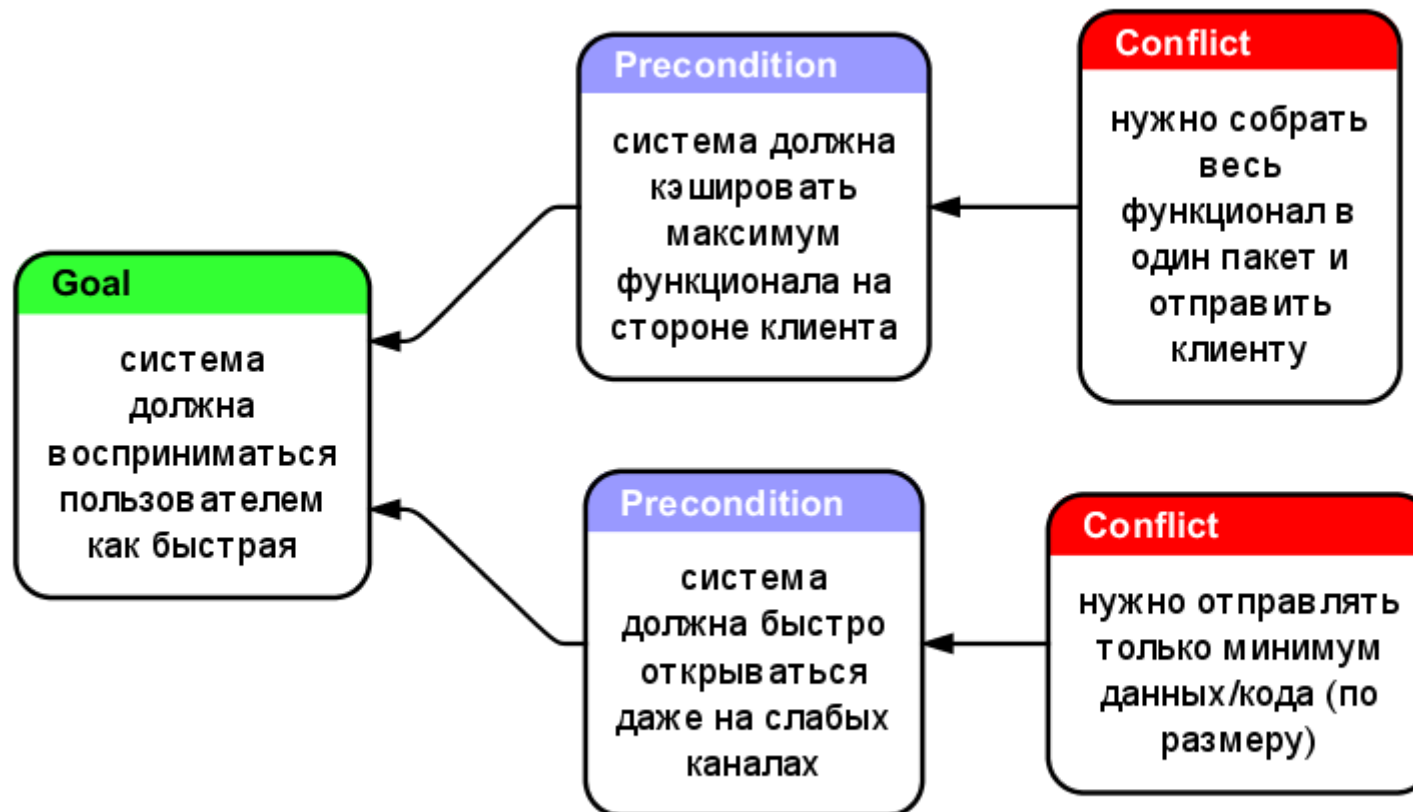 Goal
система
должна
восприниматься
пользователем
как быстрая
Precondition
система должна
кэшировать
максимум
функционала на
стороне клиента
Conflict
нужно собрать
весь
функционал в
один пакет и
отправить
клиенту
Precondition
система
должна быстро
открываться
даже на слабых
каналах
Conflict
нужно отправлять
только минимум
данных/кода (по
размеру)